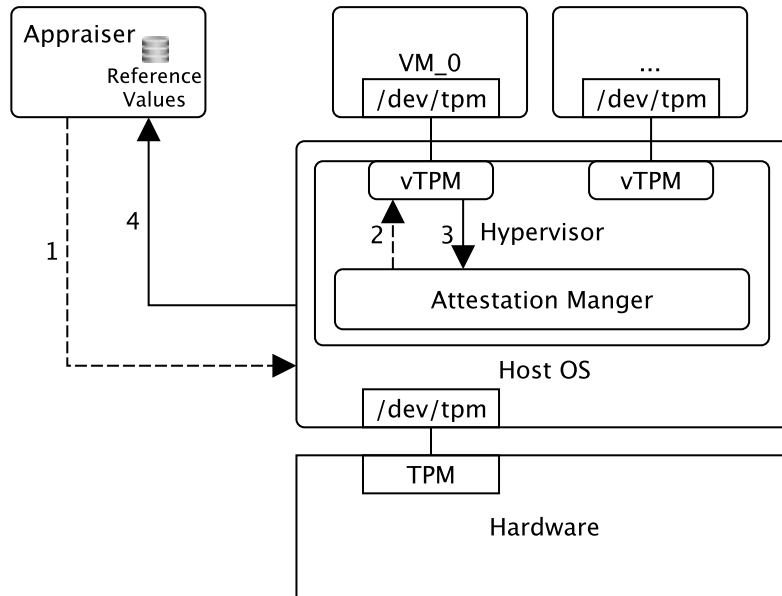 Appraiser
Reference
Values
VM_0
/dev/tpm
...
/dev/tpm
vTPM
vTPM
1
4
2
3
Hypervisor
Attestation Manger
Host OS
/dev/tpm
TPM
Hardware